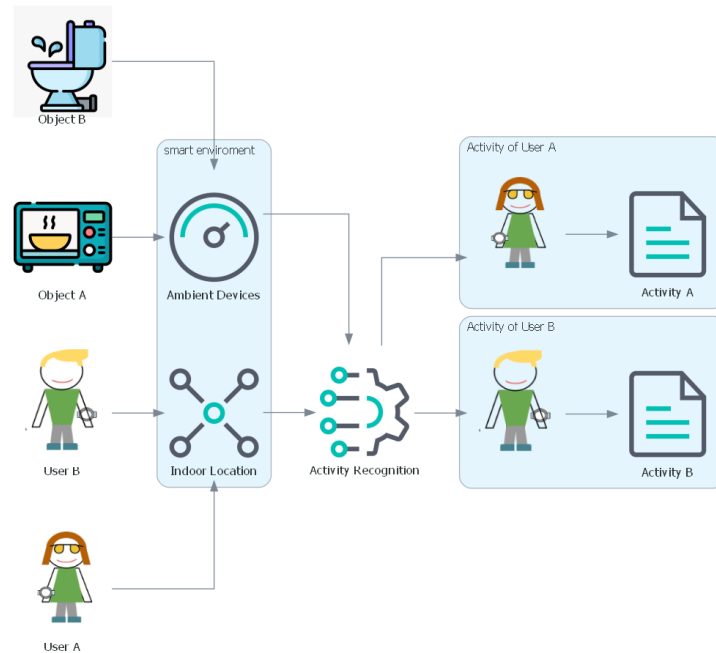 Object B
smart enviroment
Activity of User A
Object A
Ambient Devices
Activity A
Activity of User B
User B
Indoor Location
Activity Recognition
Activity B
User A